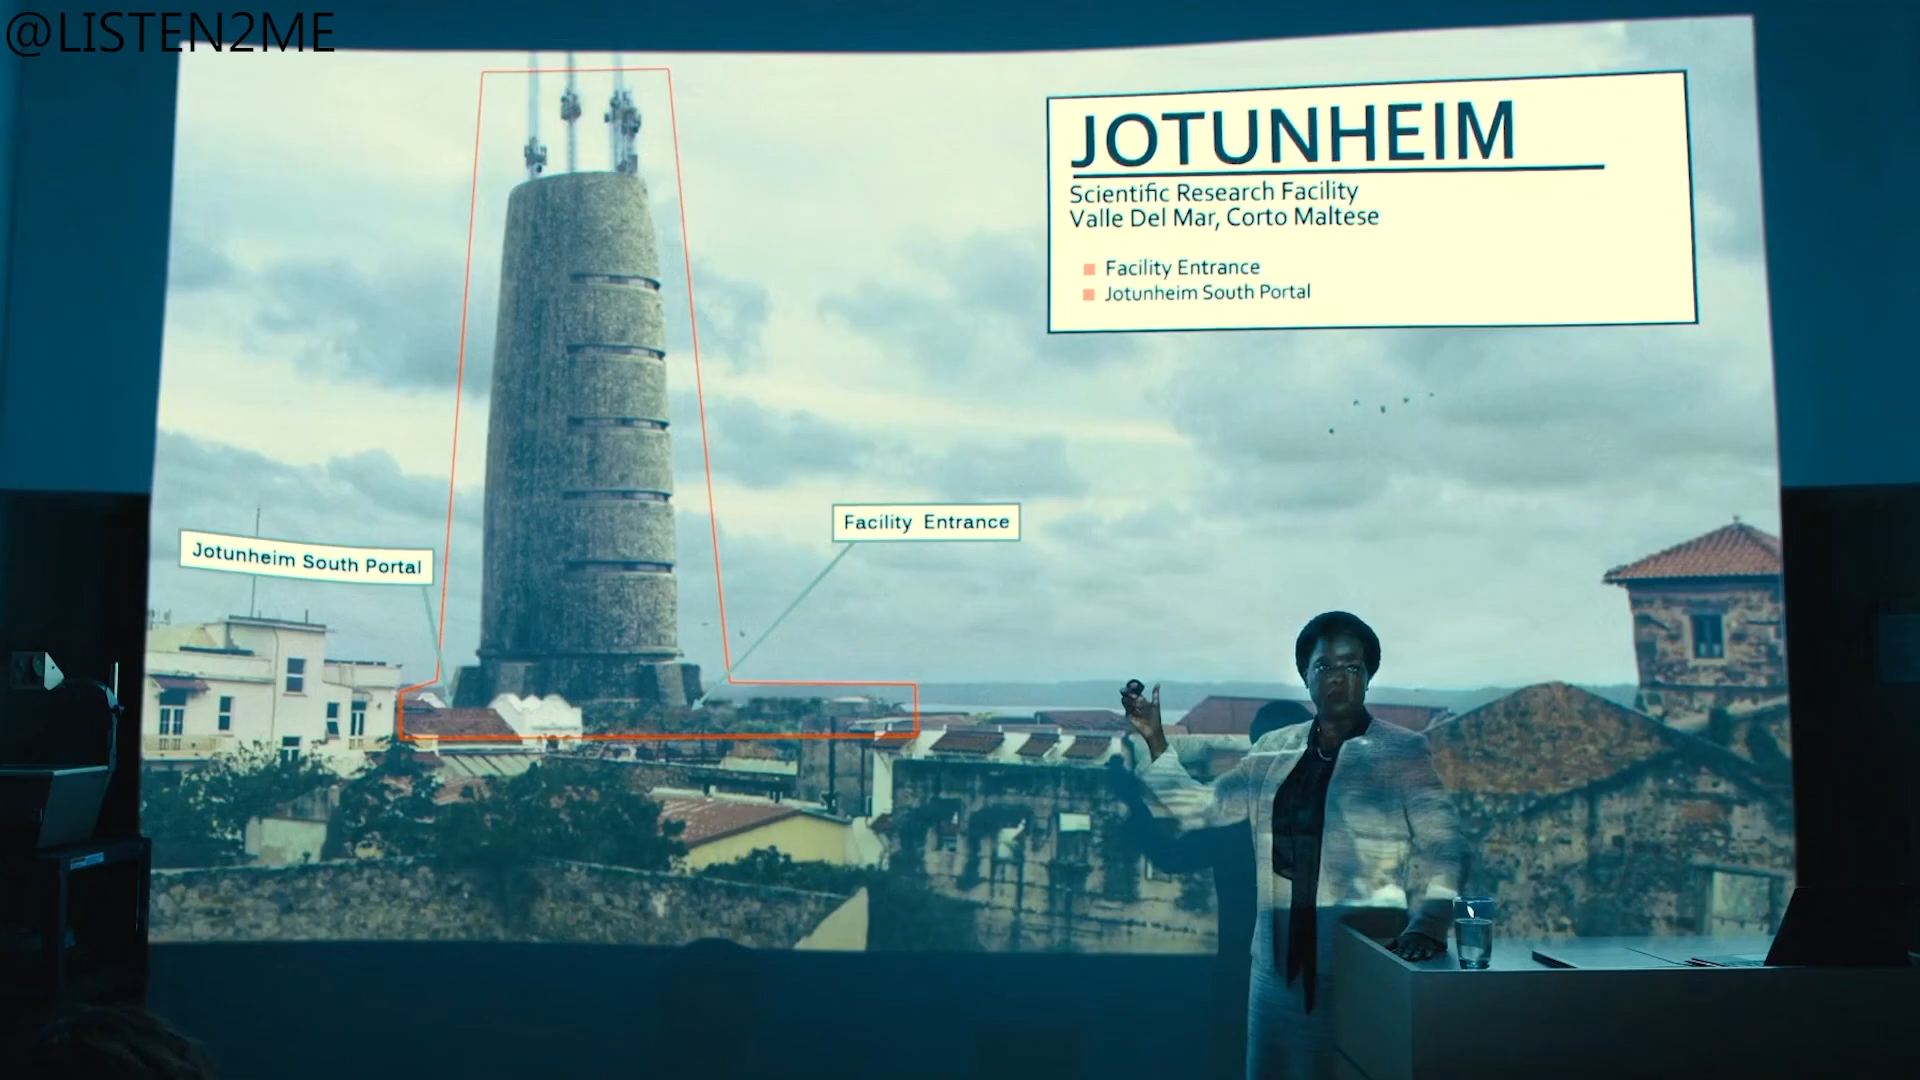 @LISTEN2ME
JOTUNHEIM
Scientific Research Facility
Valle Del Mar, Corto Maltese
Facility Entrance
Jotunheim South Portal
Facility Entrance
Jotunheim South Portal